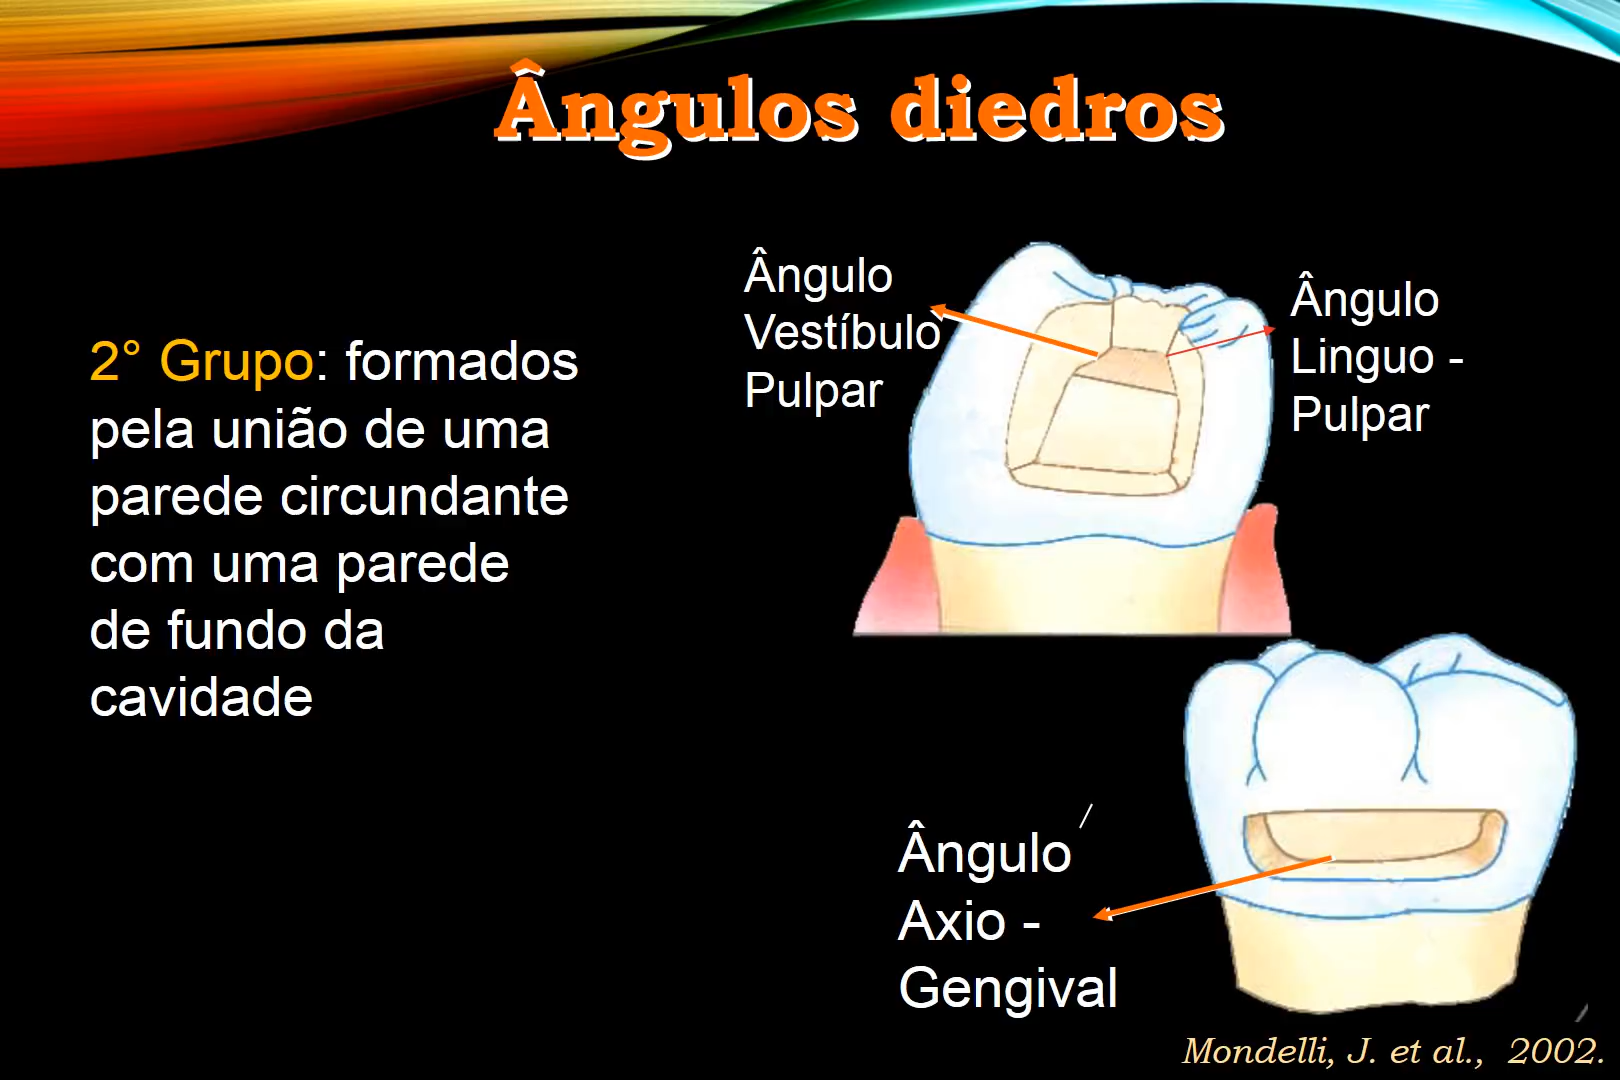 Ângulos diedros
2° Grupo: formados
pela união de uma
parede circundante
com uma parede
de fundo da
cavidade
Ângulo
Vestíbulo
Pulpar
Ângulo
Linguo -
Pulpar
Ângulo
Axio -
Gengival
Mondelli, J. et al., 2002.